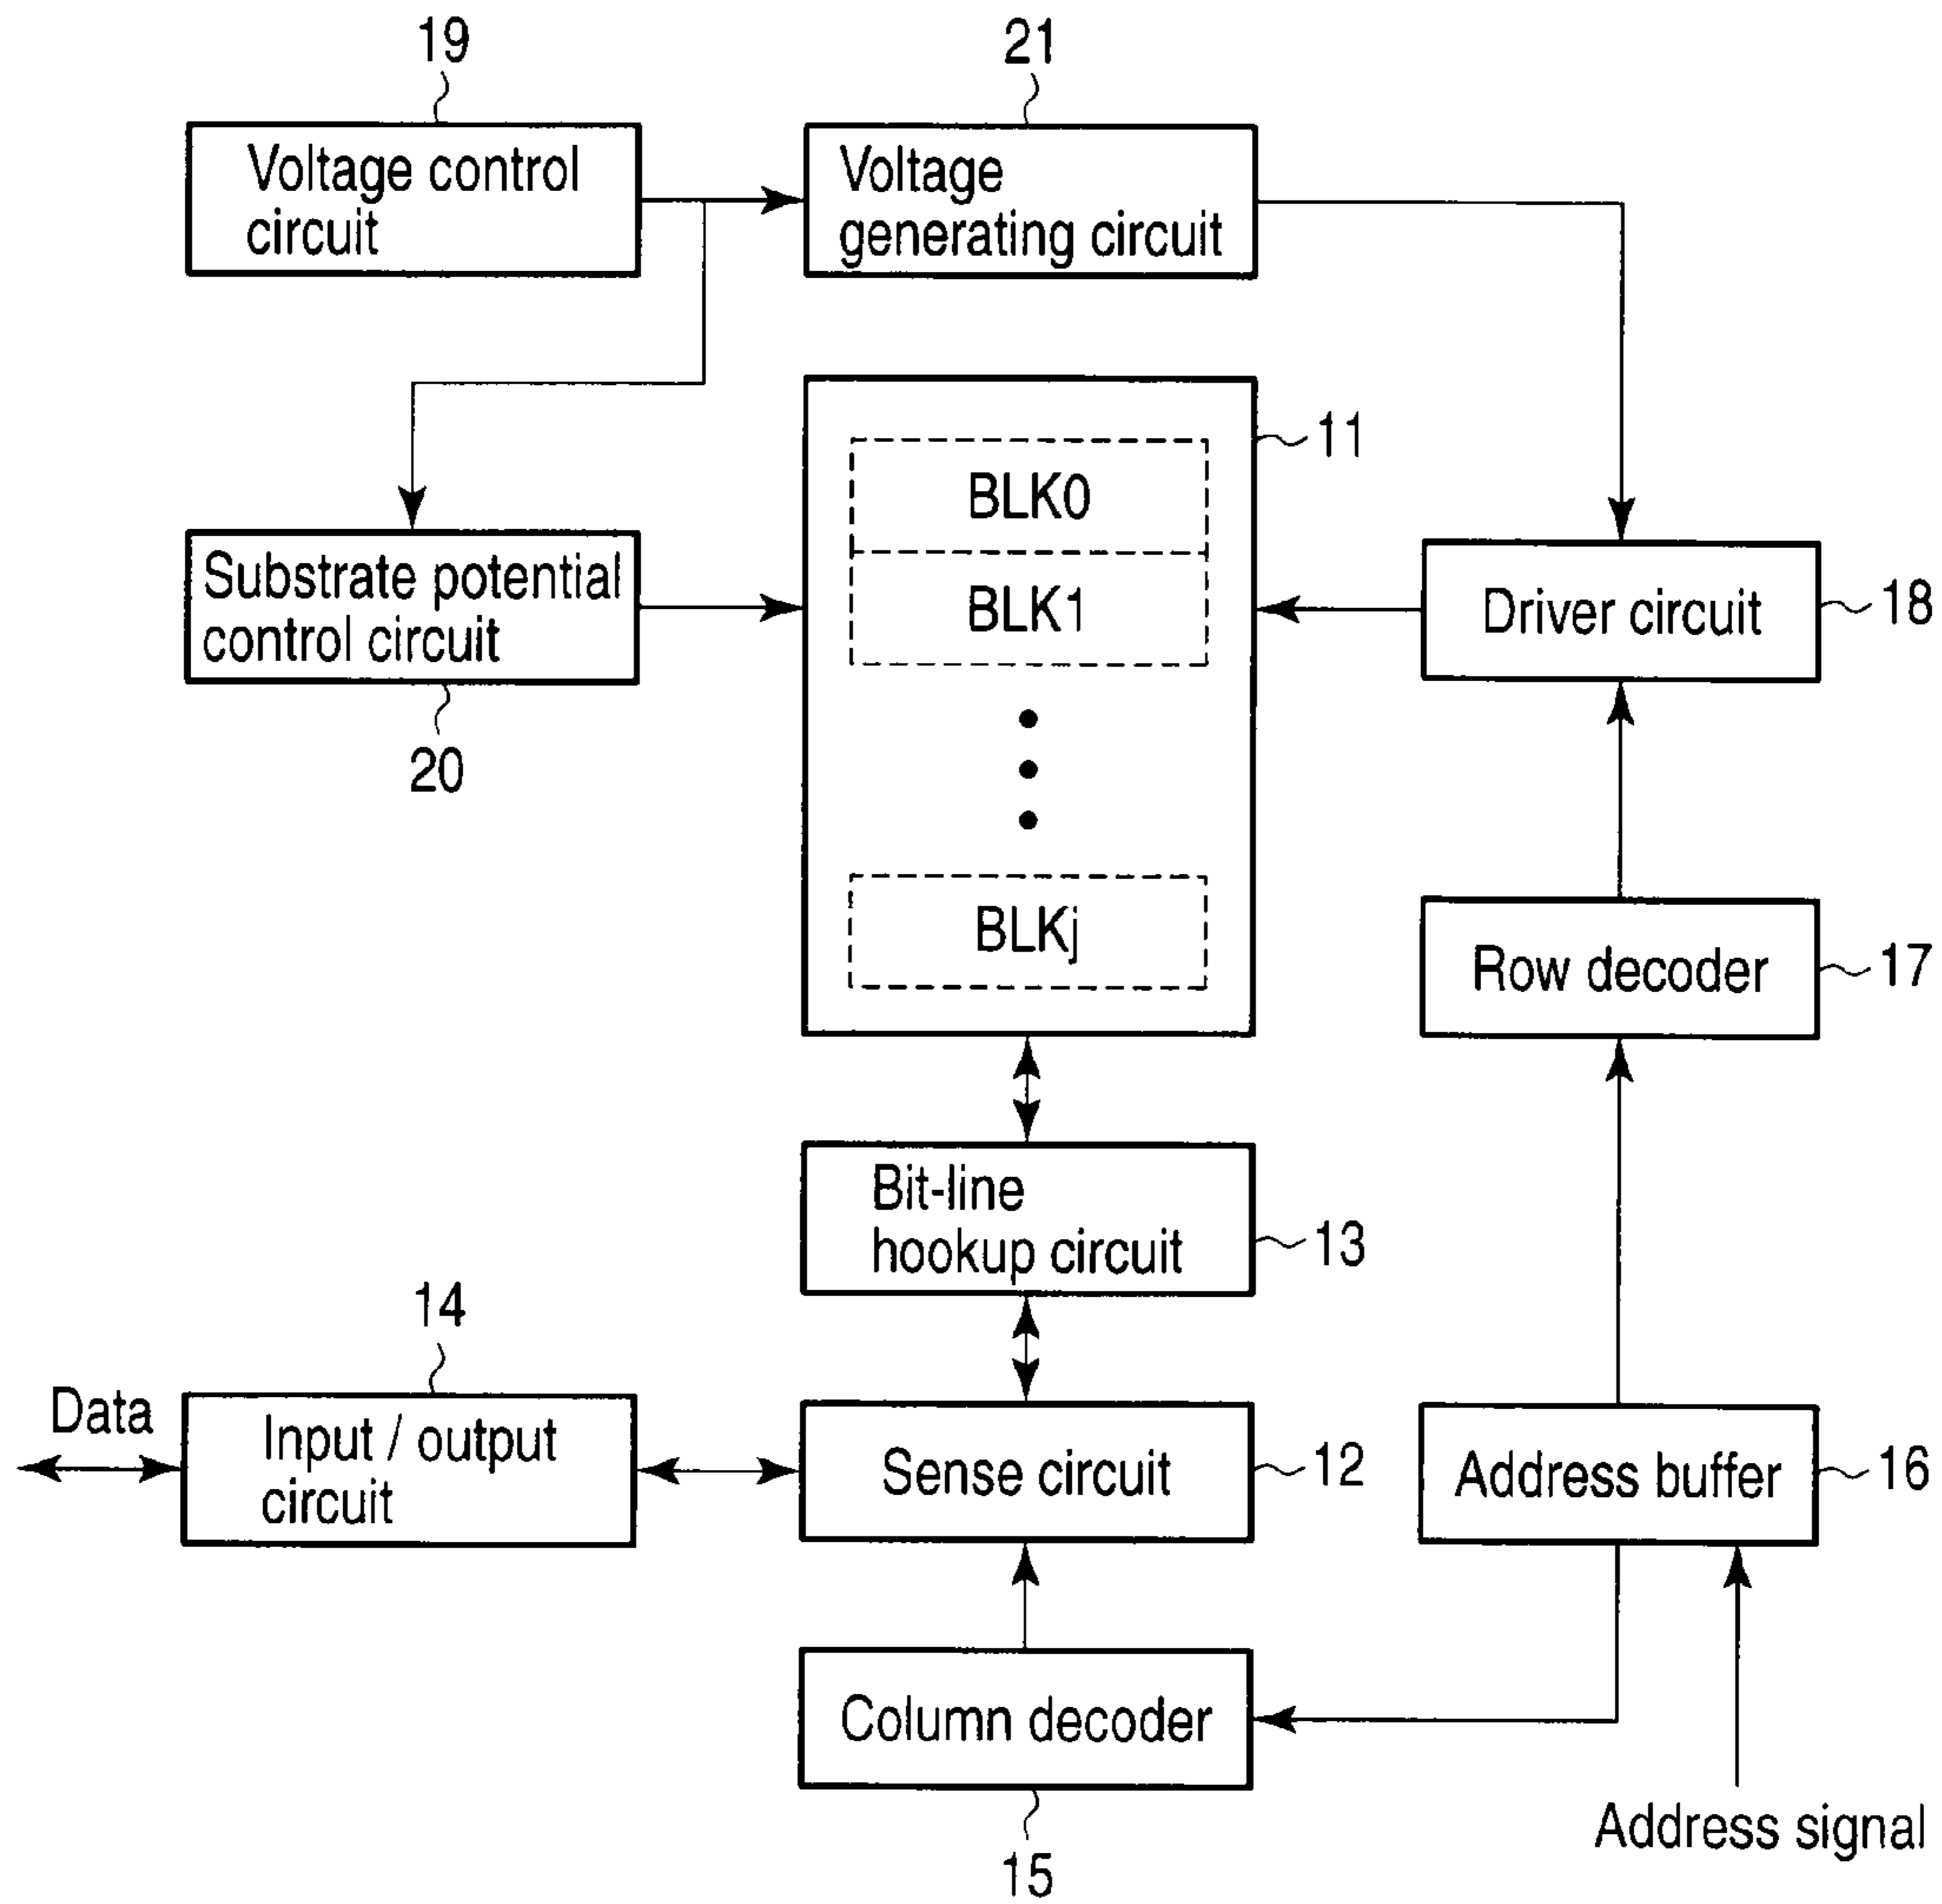 19
21
Voltage control
circuit
Voltage
generating circuit
11
BLK0
BLK1
BLKj
Substrate potential
control circuit
20
Driver circuit
18
Row decoder
17
Bit-line
hookup circuit
13
14
Data
Input / output
circuit
Sense circuit
12
Address buffer
16
Column decoder
15
Address signal